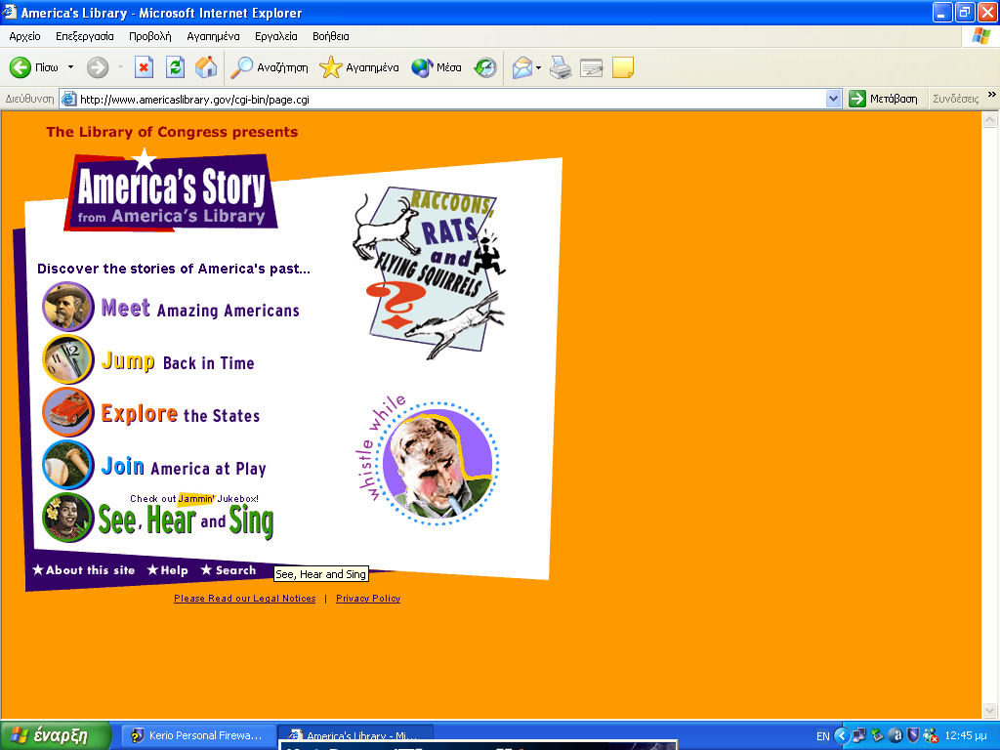 America's Library - Microsoft Internet Explorer
Αρχείο Επεξεργασία Προβολή Αγαπημένα Εργαλεία Βοήθεια
Πίσω Αναζήτηση Αγαπημένα Μέσα
Διεύθυνση http://www.americaslibrary.gov/cgi-bin/page.cgi Μετάβαση Συνδέσεις »
The Library of Congress presents
America's Story
from America's Library
RACCOONS,
RATS
and
FLYING SQUIRRELS
?
Discover the stories of America's past...
Meet Amazing Americans
Jump Back in Time
11 12
Explore the States
whistle while
Join America at Play
Check out Jammin' Jukebox!
See, Hear and Sing
About this site Help Search
See, Hear and Sing
Please Read our Legal Notices | Privacy Policy
έναρξη Kerio Personal Firewa... America's Library - Mi... EN 12:45 μμ